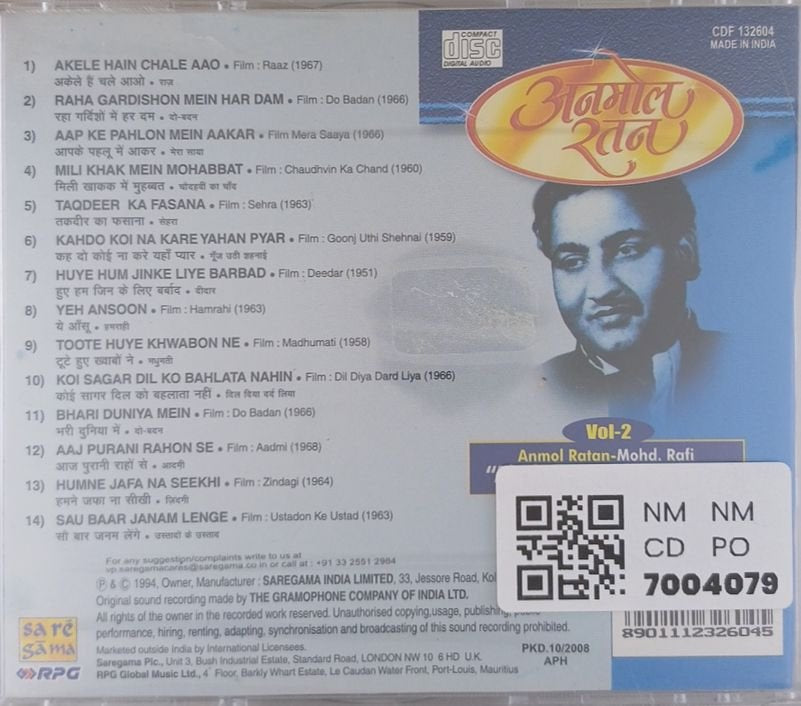 COMPACT
disc
DIGITAL AUDIO
CDF 132604
MADE IN INDIA
अनमोल
रतन
1) AKELE HAIN CHALE AAO • Film : Raaz (1967)
अकेले हैं चले आओ • राज़
2) RAHA GARDISHON MEIN HAR DAM • Film : Do Badan (1966)
रहा गर्दिशों में हर दम • दो-बदन
3) AAP KE PAHLON MEIN AAKAR • Film Mera Saaya (1966)
आपके पहलू में आकर • मेरा साया
4) MILI KHAK MEIN MOHABBAT • Film : Chaudhvin Ka Chand (1960)
मिली खाकक में मुहब्बत • चौदहवीं का चाँद
5) TAQDEER KA FASANA • Film : Sehra (1963)
तकदीर का फसाना • सेहरा
6) KAHDO KOI NA KARE YAHAN PYAR • Film : Goonj Uthi Shehnai (1959)
कह दो कोई ना करे यहाँ प्यार • गूँज उठी शहनाई
7) HUYE HUM JINKE LIYE BARBAD • Film : Deedar (1951)
हुए हम जिन के लिए बर्बाद • दीदार
8) YEH ANSOON • Film : Hamrahi (1963)
ये आँसू • हमराही
9) TOOTE HUYE KHWABON NE • Film : Madhumati (1958)
टूटे हुए ख्वाबों ने • मधुमती
10) KOI SAGAR DIL KO BAHLATA NAHIN • Film : Dil Diya Dard Liya (1966)
कोई सागर दिल को बहलाता नहीं • दिल दिया दर्द लिया
11) BHARI DUNIYA MEIN • Film : Do Badan (1966)
भरी दुनिया में • दो-बदन
12) AAJ PURANI RAHON SE • Film : Aadmi (1968)
आज पुरानी राहों से • आदमी
13) HUMNE JAFA NA SEEKHI • Film : Zindagi (1964)
हमने जफा ना सीखी • ज़िंदगी
14) SAU BAAR JANAM LENGE • Film : Ustadon Ke Ustad (1963)
सौ बार जनम लेंगे • उस्तादों के उस्ताद
Vol-2
Anmol Ratan-Mohd. Rafi
NM NM
CD PO
7004079
For any suggestion/complaints write to us at
vp.saregamacares@saregama.co in or call at : +91 33 2551 2984
℗ & © 1994, Owner, Manufacturer : SAREGAMA INDIA LIMITED, 33, Jessore Road, Kol
Original sound recording made by THE GRAMOPHONE COMPANY OF INDIA LTD.
All rights of the owner in the recorded work reserved. Unauthorised copying,usage, publishing,
performance, hiring, renting, adapting, synchronisation and broadcasting of this sound recording prohibited.
Marketed outside India by International Licensees.
Saregama Plc., Unit 3, Bush Industrial Estate, Standard Road, LONDON NW 10 6 HD U.K.
RPG Global Music Ltd., 4 Floor, Barkly Wharf Estate, Le Caudan Water Front, Port-Louis, Mauritius
PKD.10/2008
APH
8901112326045
sa re
ga ma
RPG